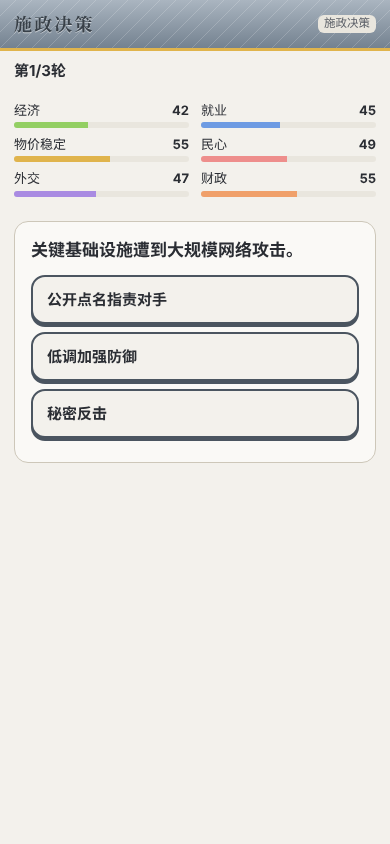 施政决策
施政决策
第1/3轮
经济 42
就业 45
物价稳定 55
民心 49
外交 47
财政 55
关键基础设施遭到大规模网络攻击。
公开点名指责对手
低调加强防御
秘密反击